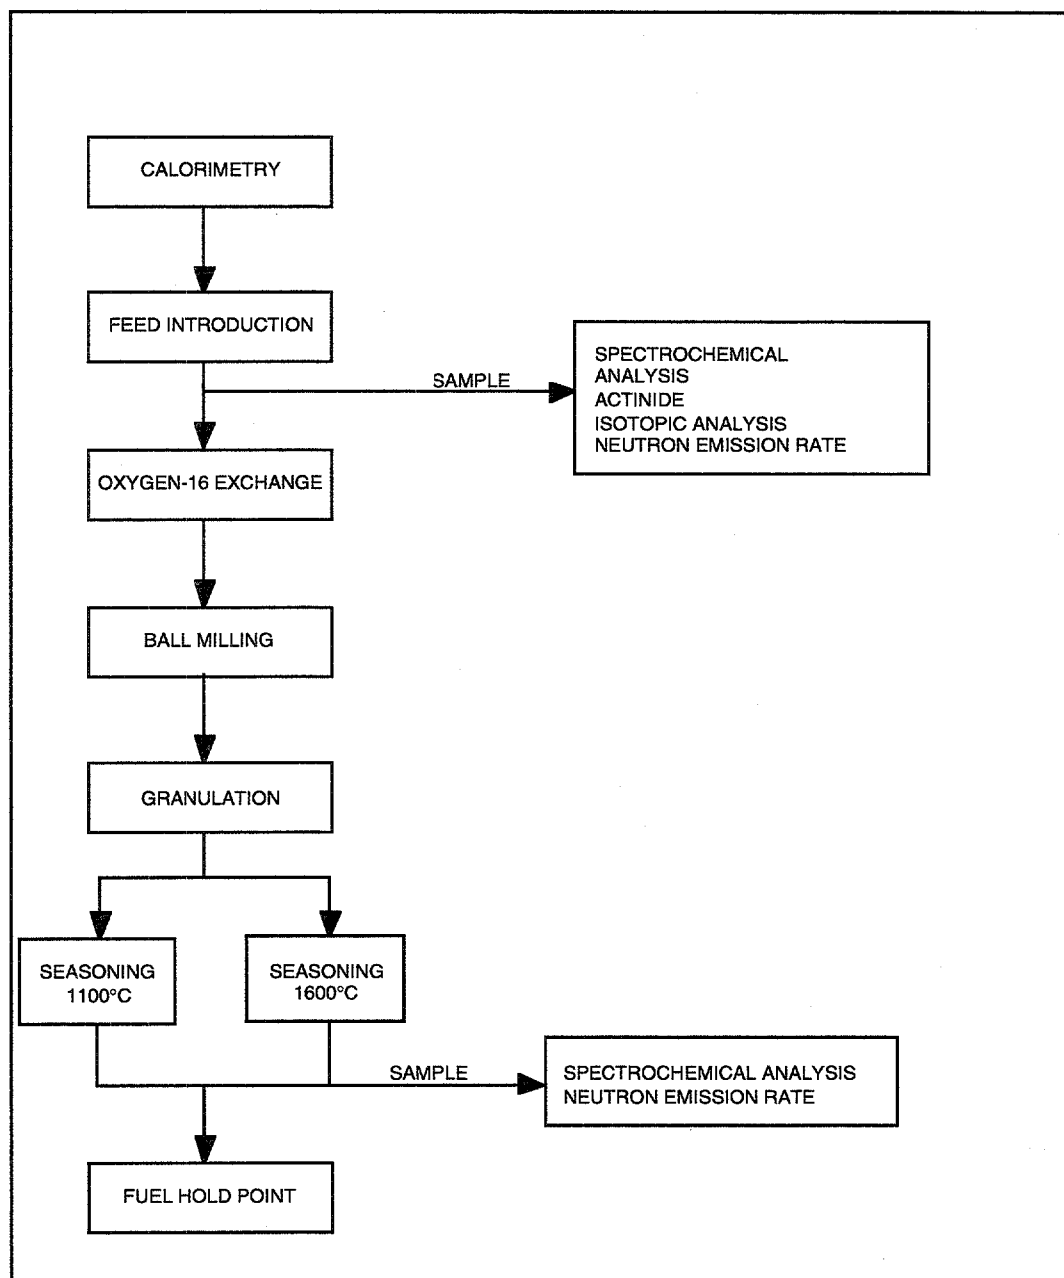 CALORIMETRY
FEED INTRODUCTION
SAMPLE
SPECTROCHEMICAL
ANALYSIS
ACTINIDE
ISOTOPIC ANALYSIS
NEUTRON EMISSION RATE
OXYGEN-16 EXCHANGE
BALL MILLING
GRANULATION
SEASONING
1100°C
SEASONING
1600°C
SAMPLE
SPECTROCHEMICAL ANALYSIS
NEUTRON EMISSION RATE
FUEL HOLD POINT